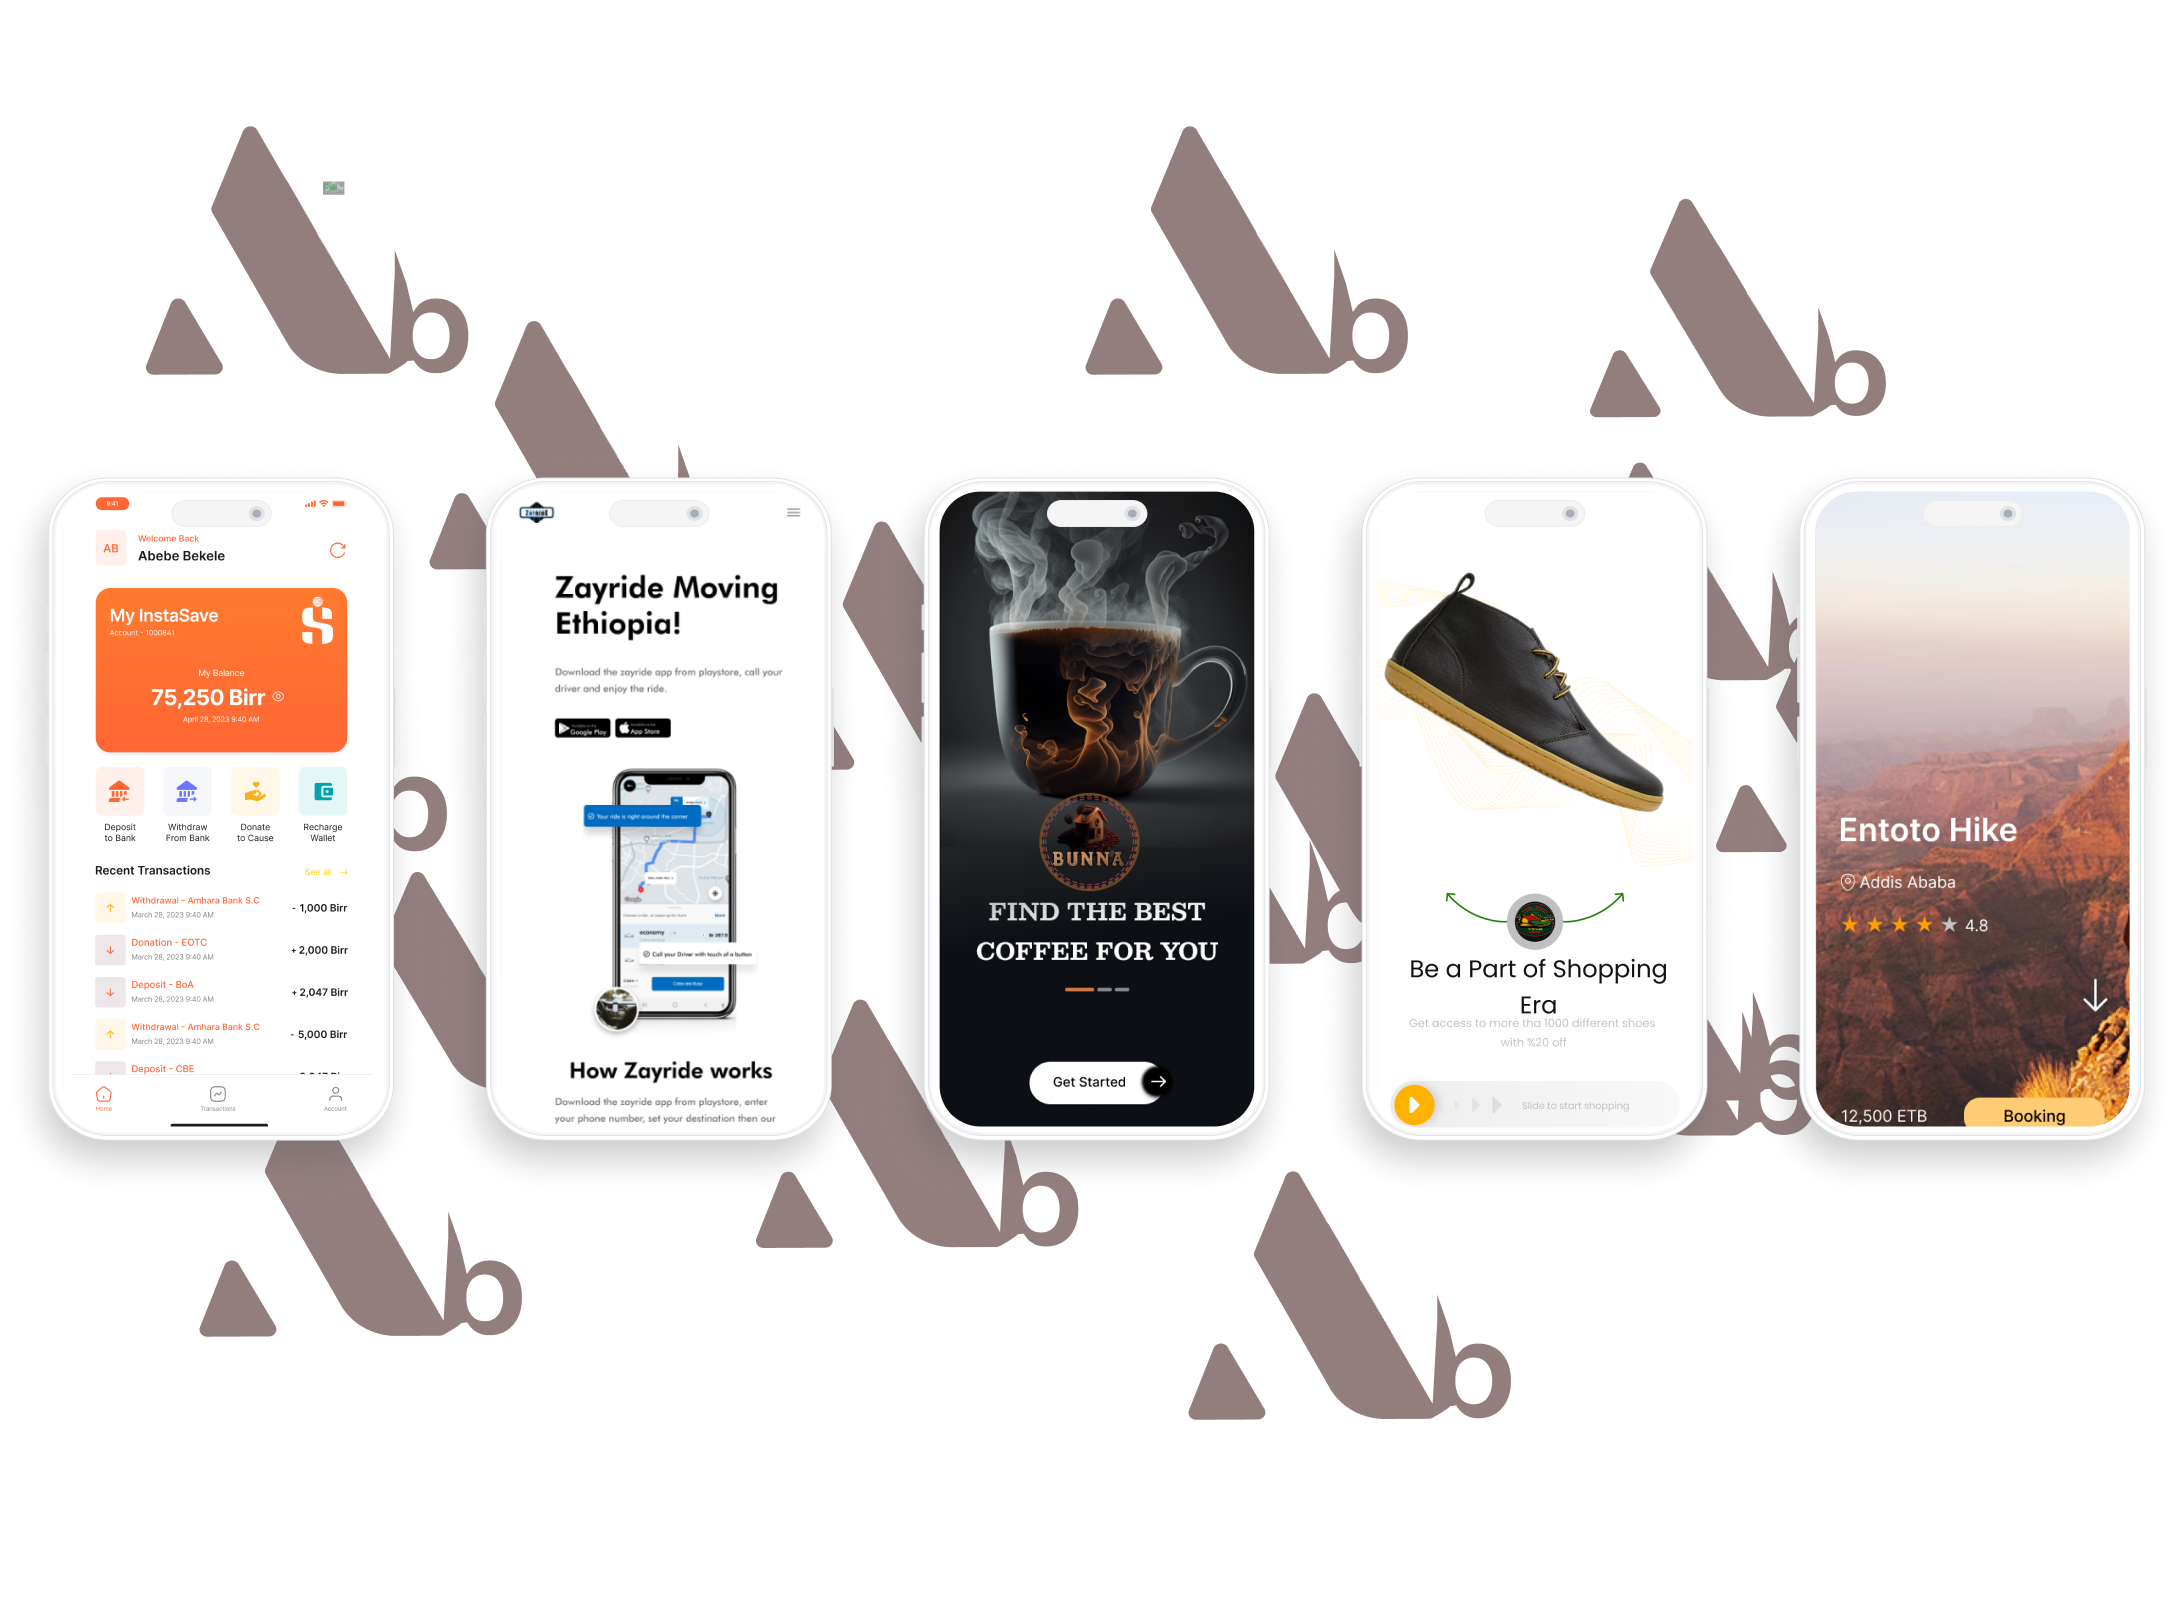 b
b
b
9:41
AB
Welcome Back
Abebe Bekele
My InstaSave
Account - 1000841
S
My Balance
75,250 Birr
April 28, 2023 9:40 AM
Deposit
to Bank
Withdraw
From Bank
Donate
to Cause
Recharge
Wallet
Recent Transactions
See all →
Withdrawal - Amhara Bank S.C
March 28, 2023 9:40 AM
- 1,000 Birr
Donation - EOTC
March 28, 2023 9:40 AM
+ 2,000 Birr
Deposit - BoA
March 28, 2023 9:40 AM
+ 2,047 Birr
Withdrawal - Amhara Bank S.C
March 28, 2023 9:40 AM
- 5,000 Birr
Deposit - CBE
Home
Transactions
Account
ZayRide
Zayride Moving
Ethiopia!
Download the zayride app from playstore, call your
driver and enjoy the ride.
Google Play
App Store
Your ride is right around the corner
Google
More
economy
Call your Driver with touch of a button
How Zayride works
Download the zayride app from playstore, enter
your phone number, set your destination then our
BUNNA
FIND THE BEST
COFFEE FOR YOU
Get Started
Be a Part of Shopping
Era
Get access to more tha 1000 different shoes
with %20 off
Slide to start shopping
Entoto Hike
Addis Ababa
4.8
12,500 ETB
Booking
b
b
b
b
b